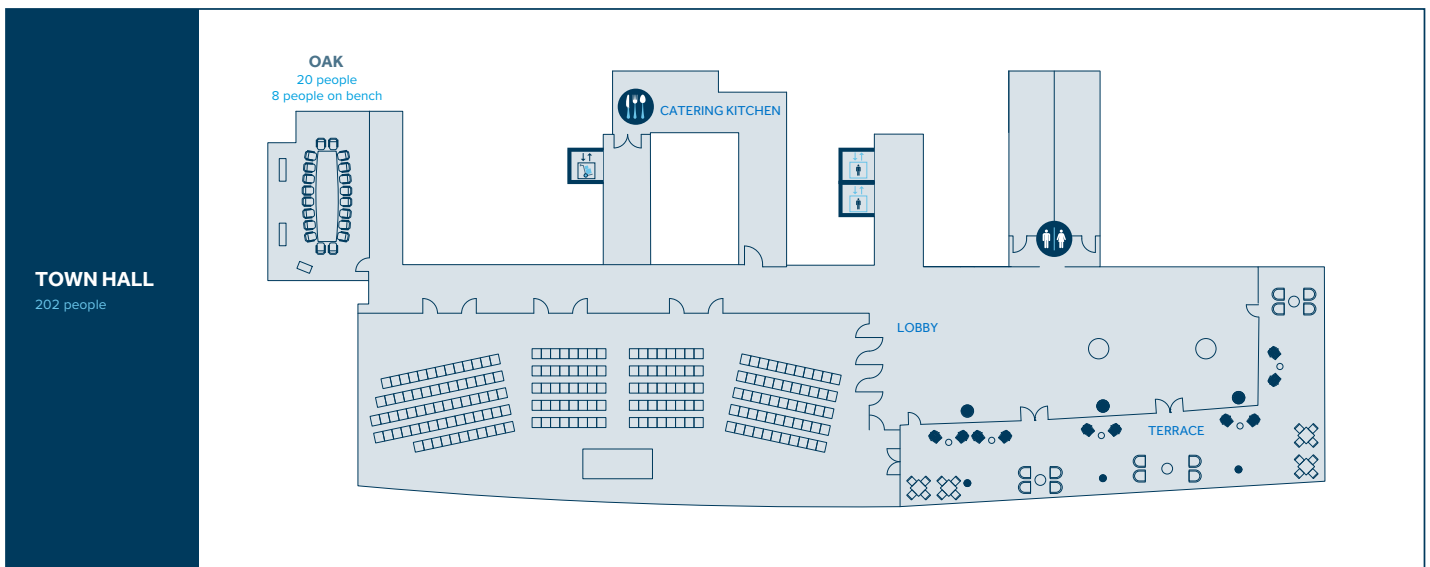 TOWN HALL
202 people
OAK
20 people
8 people on bench
CATERING KITCHEN
LOBBY
TERRACE